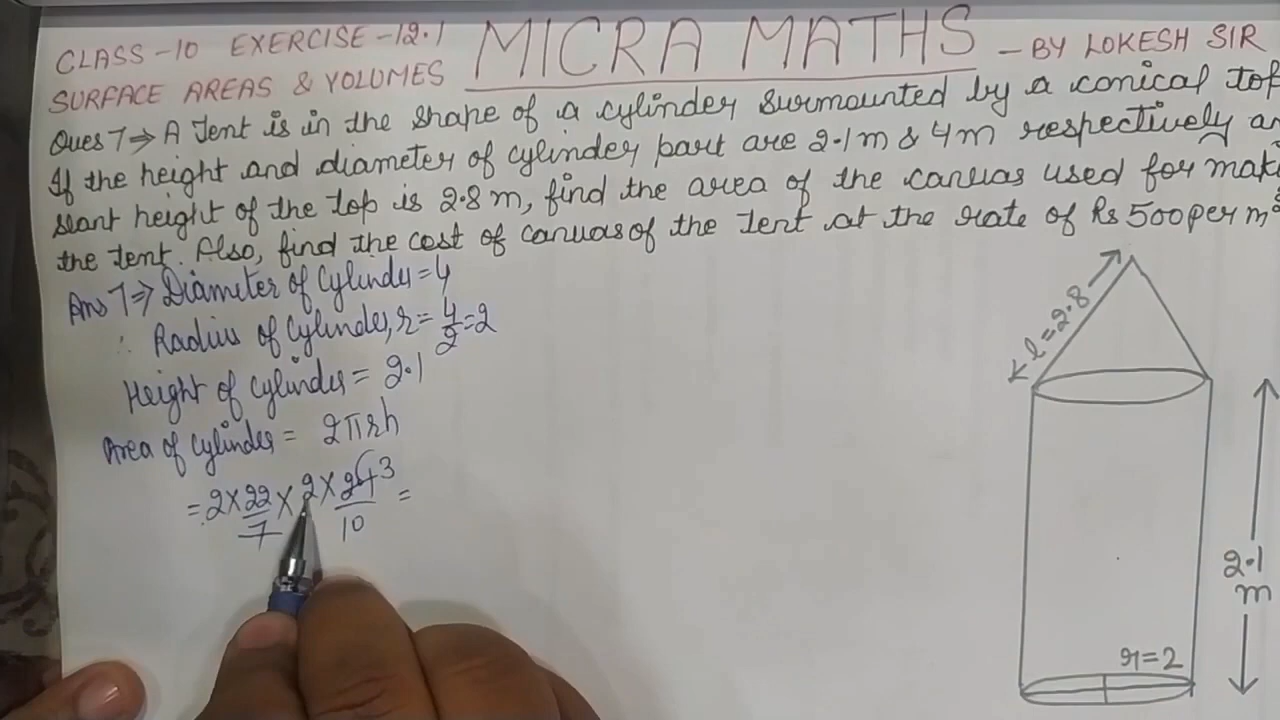 CLASS-10 EXERCISE-12.1 MICRA MATHS - BY LOKESH SIR
SURFACE AREAS & VOLUMES
Ques 7⇒ A Tent is in the shape of a cylinder surmounted by a conical top
If the height and diameter of cylinder part are 2.1m & 4m respectively an
slant height of the top is 2.8 m, find the area of the canvas used for maki
the tent. Also, find the cost of canvas of the tent at the rate of Rs 500 per m²
Ans 7⇒ Diameter of Cylinder = 4
∴ Radius of Cylinder, r = 4/2 = 2
Height of Cylinder = 2.1
Area of Cylinder = 2πrh
= 2 × 22/7 × 2 × 21 3/10 =
l = 2.8
2.1
m
r = 2